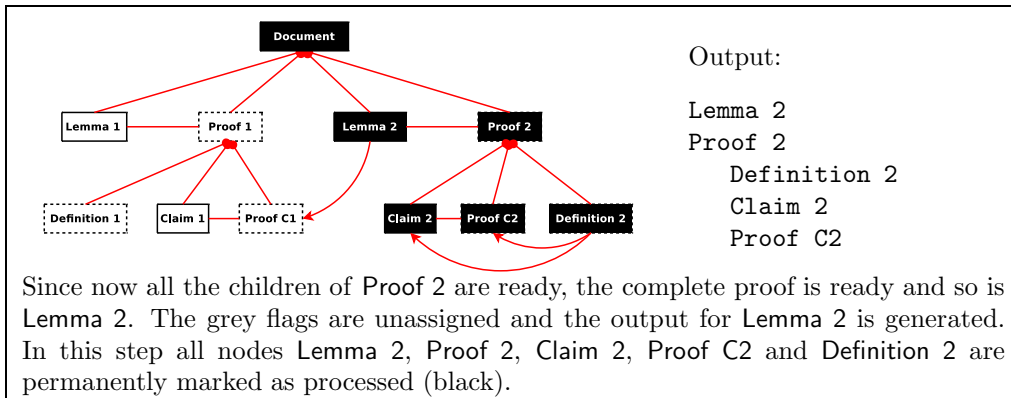 Document
Output:
Lemma 1
Proof 1
Lemma 2
Proof 2
Lemma 2
Proof 2
Definition 2
Claim 2
Proof C2
Definition 1
Claim 1
Proof C1
Claim 2
Proof C2
Definition 2
Since now all the children of Proof 2 are ready, the complete proof is ready and so is
Lemma 2. The grey flags are unassigned and the output for Lemma 2 is generated.
In this step all nodes Lemma 2, Proof 2, Claim 2, Proof C2 and Definition 2 are
permanently marked as processed (black).